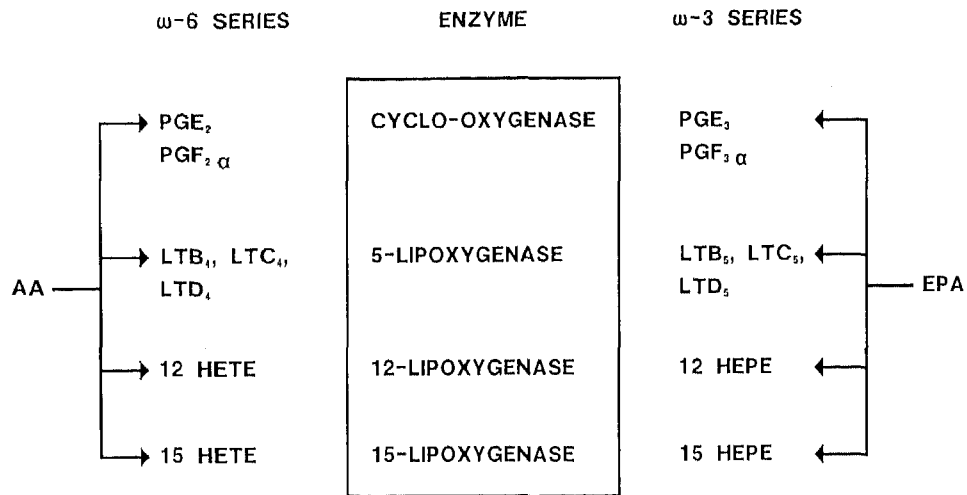 ω-6 SERIES ENZYME ω-3 SERIES
PGE₂ CYCLO-OXYGENASE PGE₃
PGF₂ α PGF₃ α
LTB₄, LTC₄, 5-LIPOXYGENASE LTB₅, LTC₅,
AA LTD₄ LTD₅ EPA
12 HETE 12-LIPOXYGENASE 12 HEPE
15 HETE 15-LIPOXYGENASE 15 HEPE